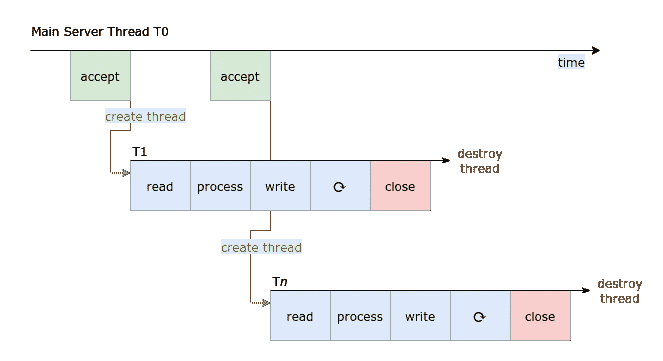 Main Server Thread T0
accept
accept
time
create thread
T1
destroy
thread
read
process
write
⟳
close
create thread
Tn
destroy
thread
read
process
write
⟳
close